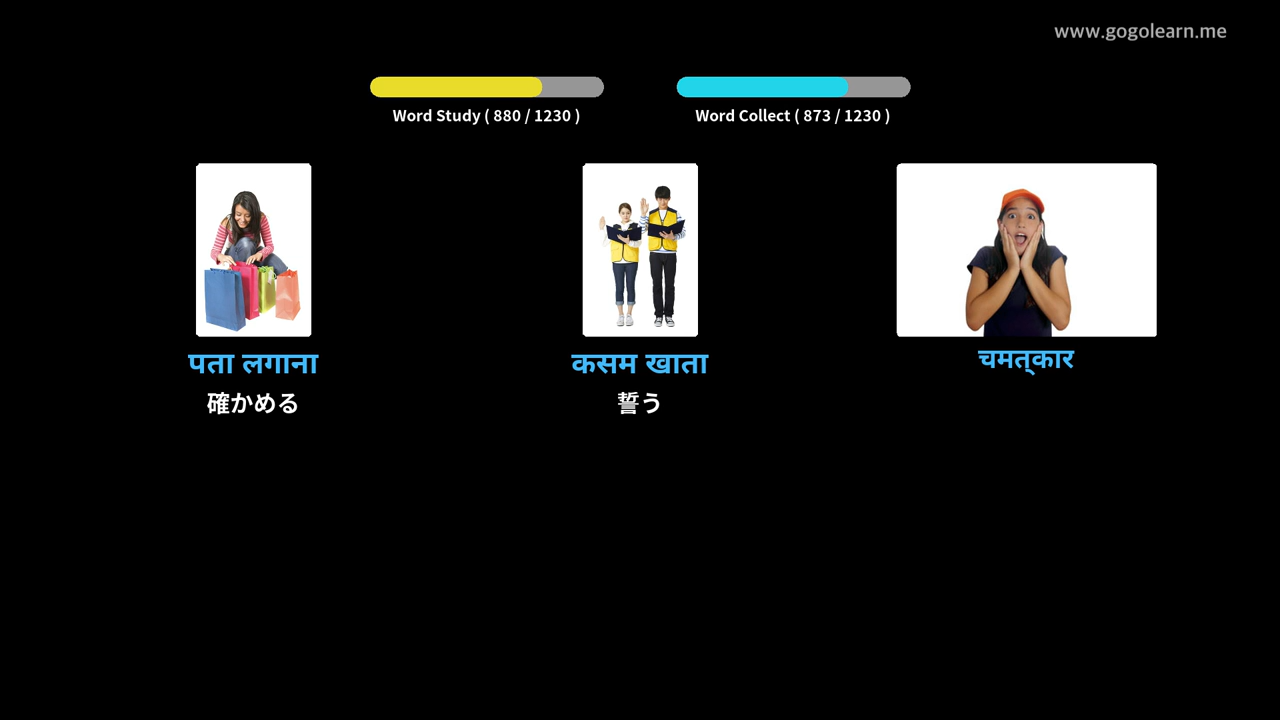 www.gogolearn.me
Word Study ( 880 / 1230 )
Word Collect ( 873 / 1230 )
पता लगाना
確かめる
कसम खाता
誓う
चमत्कार